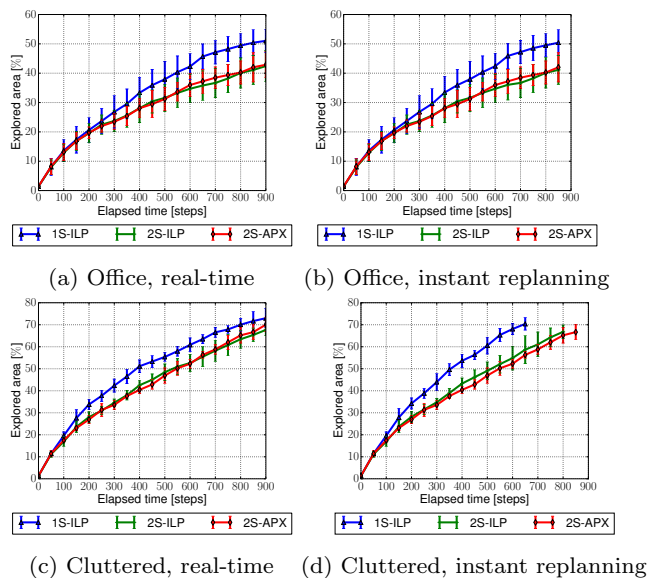 60
50
40
30
20
10
0
Explored area [%]
0 100 200 300 400 500 600 700 800 900
Elapsed time [steps]
1S-ILP 2S-ILP 2S-APX
(a) Office, real-time
60
50
40
30
20
10
0
Explored area [%]
0 100 200 300 400 500 600 700 800 900
Elapsed time [steps]
1S-ILP 2S-ILP 2S-APX
(b) Office, instant replanning
80
70
60
50
40
30
20
10
0
Explored area [%]
0 100 200 300 400 500 600 700 800 900
Elapsed time [steps]
1S-ILP 2S-ILP 2S-APX
(c) Cluttered, real-time
80
70
60
50
40
30
20
10
0
Explored area [%]
0 100 200 300 400 500 600 700 800 900
Elapsed time [steps]
1S-ILP 2S-ILP 2S-APX
(d) Cluttered, instant replanning